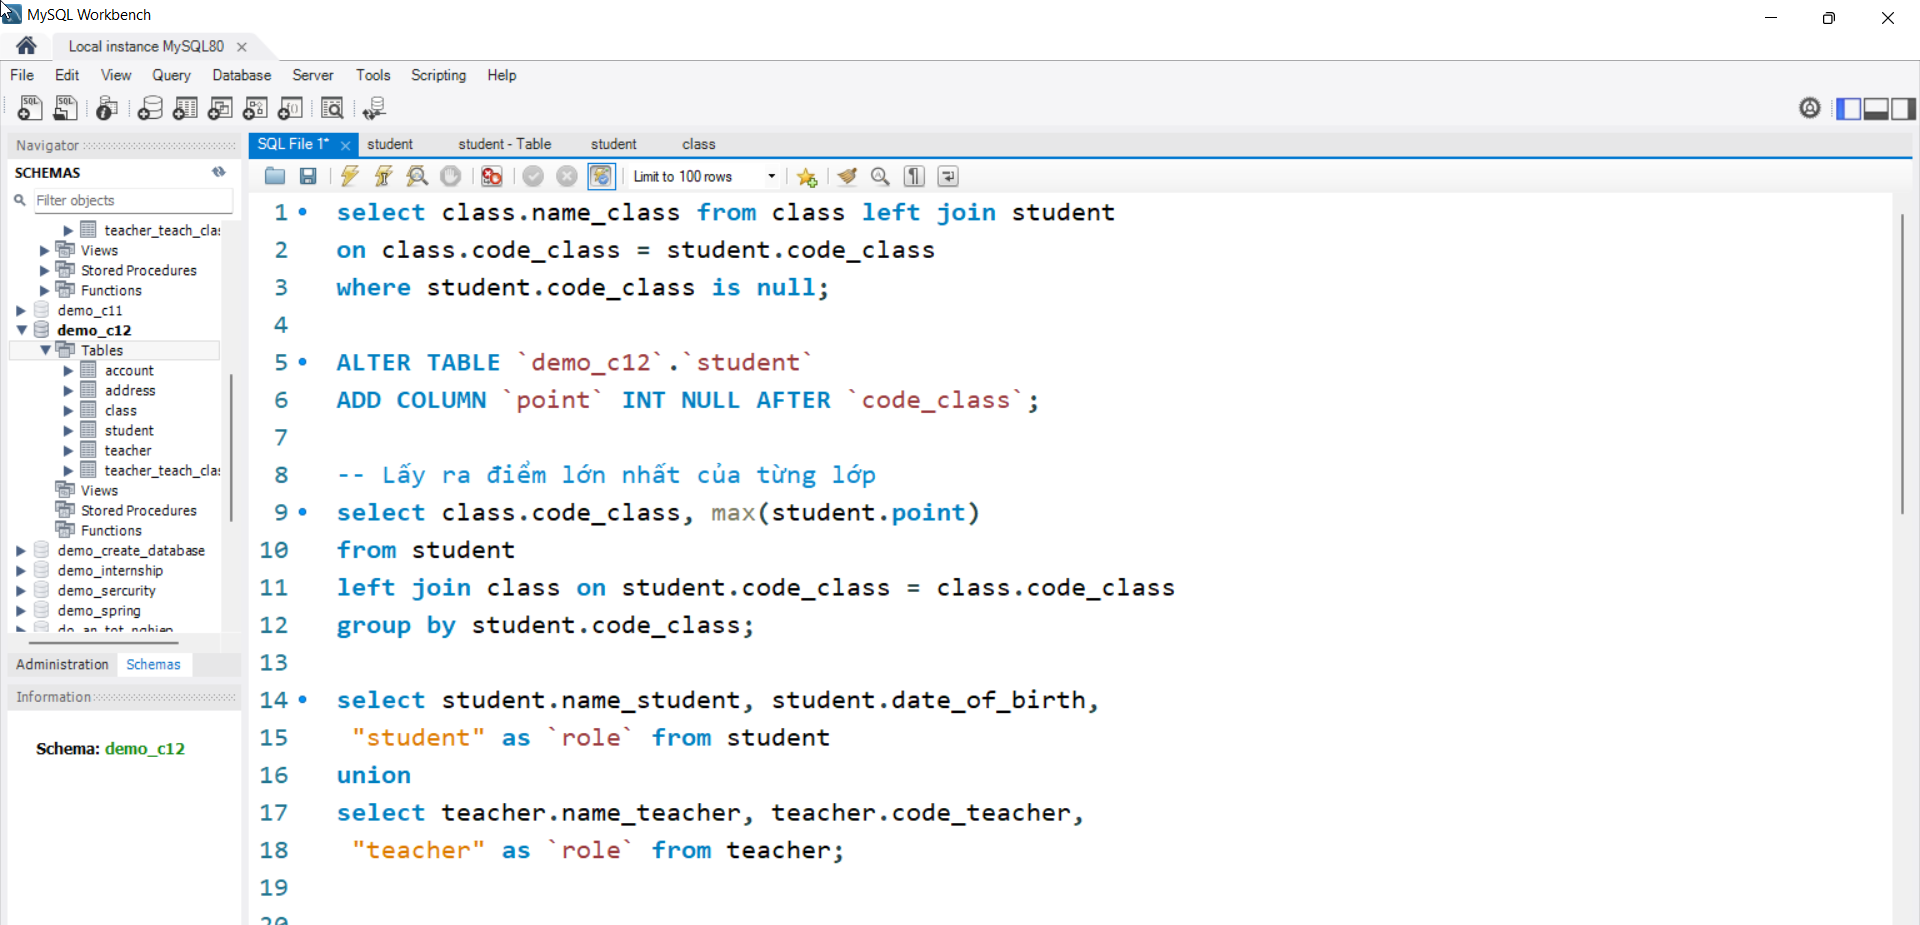 MySQL Workbench
Local instance MySQL80
File Edit View Query Database Server Tools Scripting Help
Navigator
SCHEMAS
Filter objects
teacher_teach_cla
Views
Stored Procedures
Functions
demo_c11
demo_c12
Tables
account
address
class
student
teacher
teacher_teach_cla
Views
Stored Procedures
Functions
demo_create_database
demo_internship
demo_sercurity
demo_spring
do_an_tot_nghiep
Administration Schemas
Information
Schema: demo_c12
SQL File 1* student student - Table student class
Limit to 100 rows
1 select class.name_class from class left join student
2 on class.code_class = student.code_class
3 where student.code_class is null;
4
5 ALTER TABLE `demo_c12`.`student`
6 ADD COLUMN `point` INT NULL AFTER `code_class`;
7
8 -- Lấy ra điểm lớn nhất của từng lớp
9 select class.code_class, max(student.point)
10 from student
11 left join class on student.code_class = class.code_class
12 group by student.code_class;
13
14 select student.name_student, student.date_of_birth,
15 "student" as `role` from student
16 union
17 select teacher.name_teacher, teacher.code_teacher,
18 "teacher" as `role` from teacher;
19
20